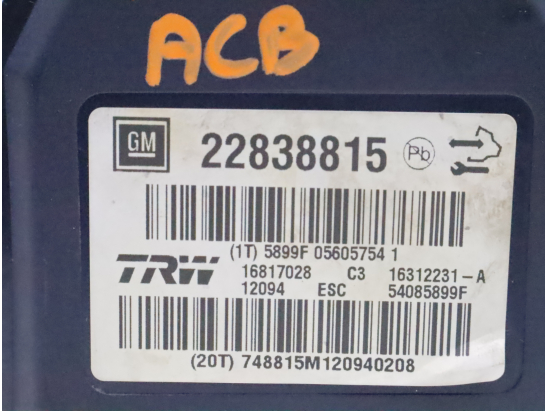 ACB
GM 22838815 Pb
(1T) 5899F 05605754 1
TRW 16817028 C3 16312231-A
12094 ESC 54085899F
(20T) 748815M120940208